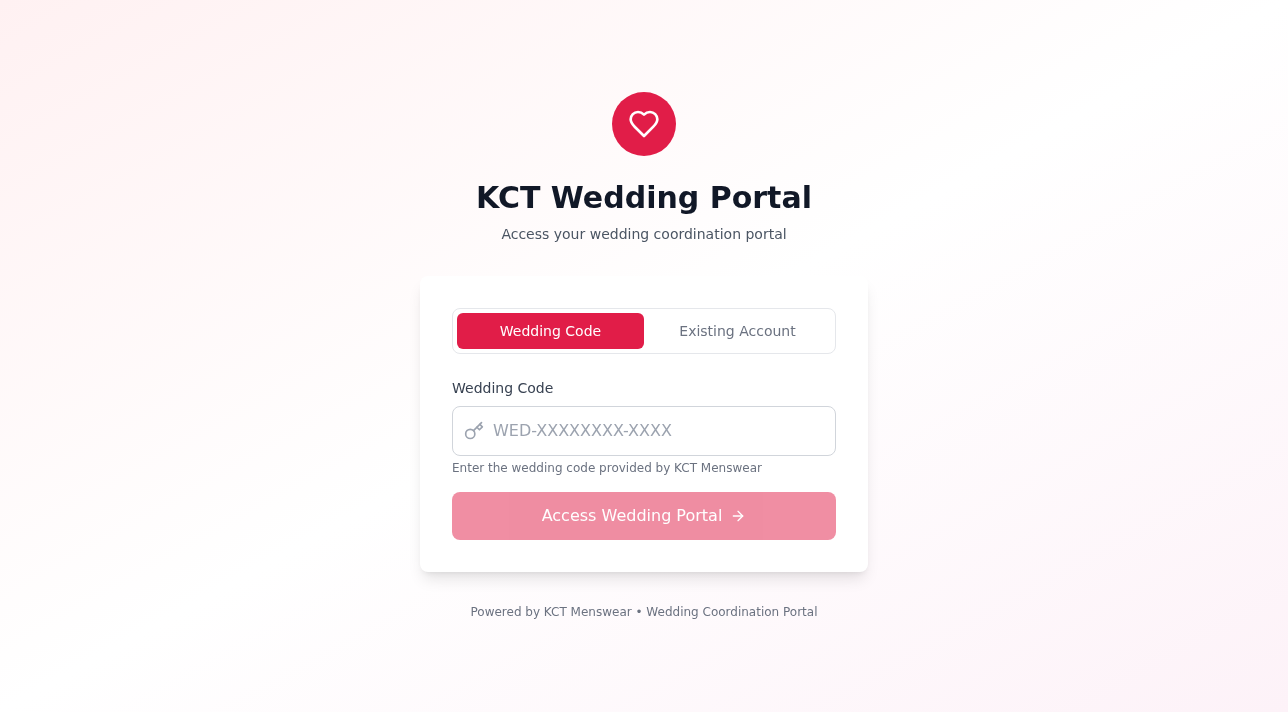 KCT Wedding Portal
Access your wedding coordination portal
Wedding Code
Existing Account
Wedding Code
WED-XXXXXXXX-XXXX
Enter the wedding code provided by KCT Menswear
Access Wedding Portal
Powered by KCT Menswear • Wedding Coordination Portal